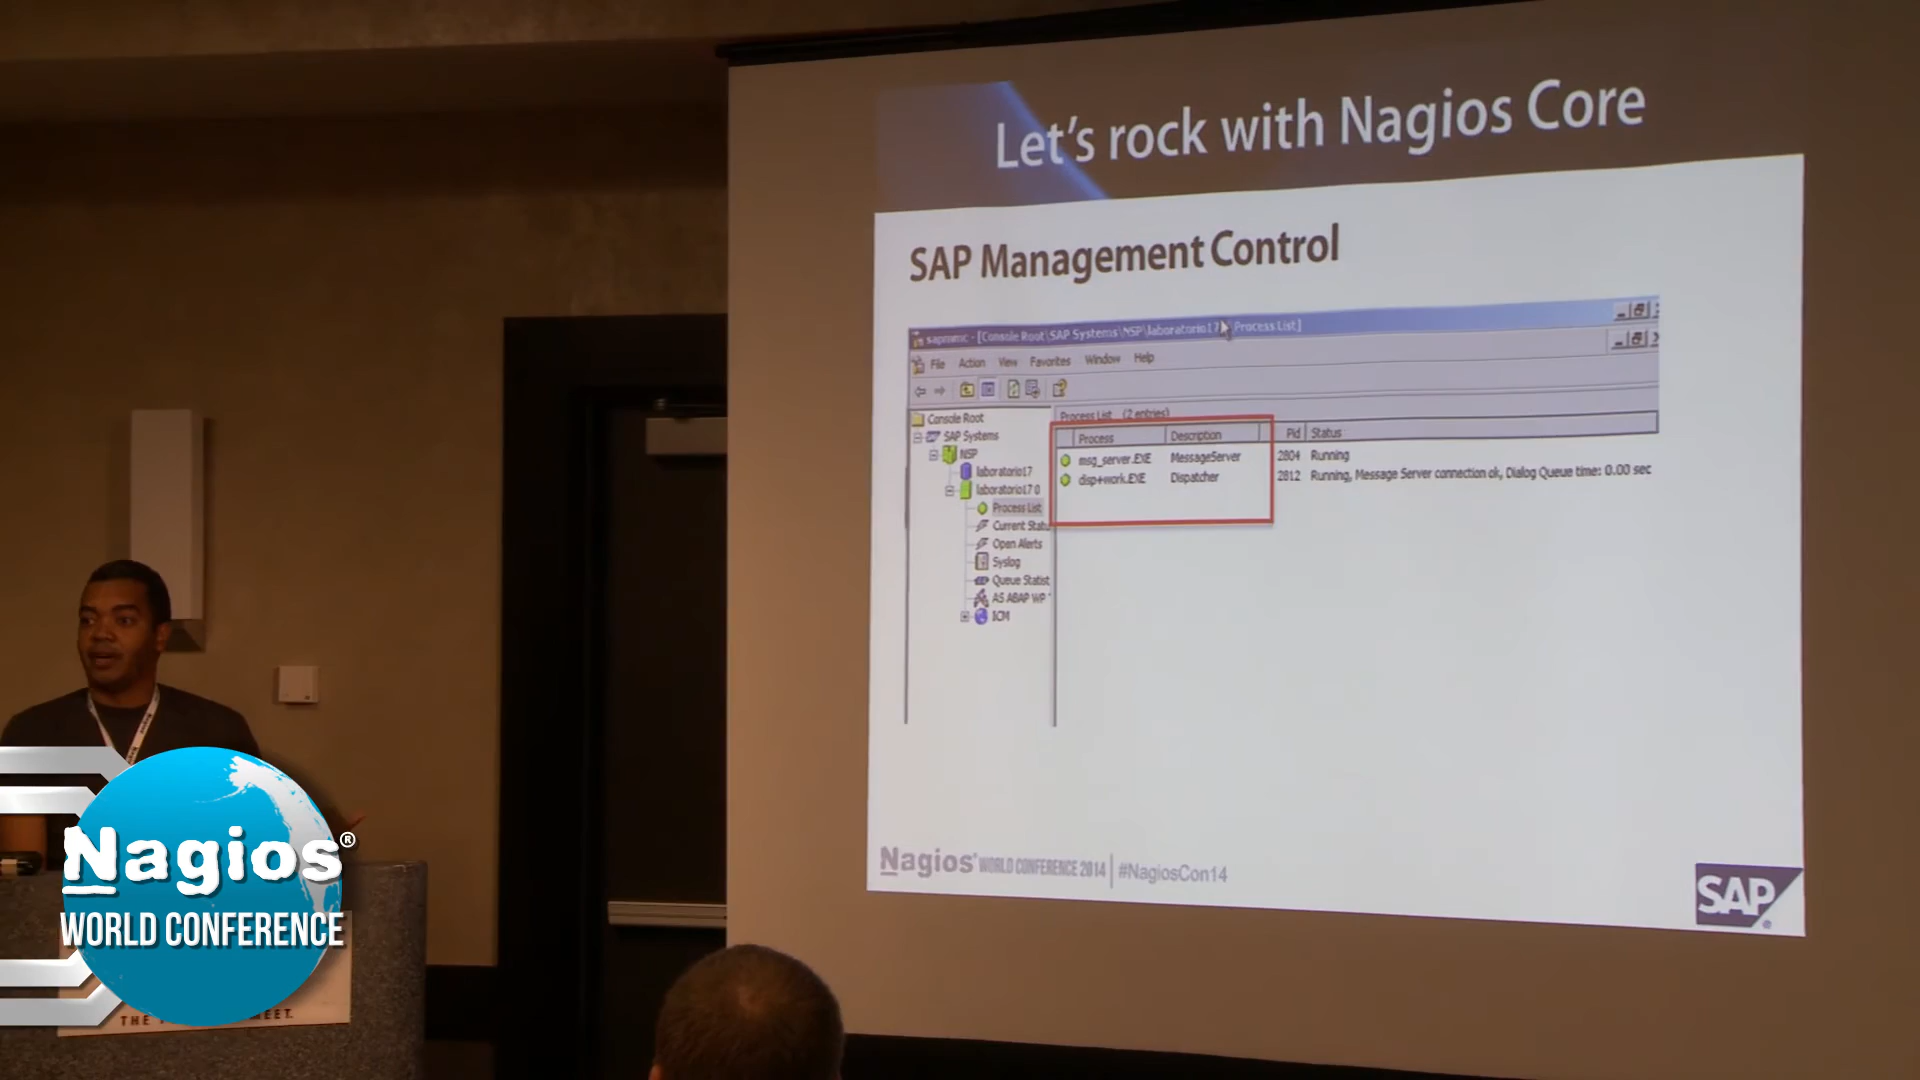 Let's rock with Nagios Core
SAP Management Control
sapmmc - [Console Root\SAP Systems\NSP\laboratorio17 Process List]
File Action View Favorites Window Help
Console Root
SAP Systems
NSP
laboratorio17
laboratorio17 0
Process List
Current Statu
Open Alerts
Syslog
Queue Statist
AS ABAP WP
ICM
Process List (2 entries)
Process Description Pid Status
msg_server.EXE MessageServer 2804 Running
disp+work.EXE Dispatcher 2812 Running, Message Server connection ok, Dialog Queue time: 0.00 sec
Nagios® WORLD CONFERENCE 2014 | #NagiosCon14
SAP®
Nagios®
WORLD CONFERENCE
THE